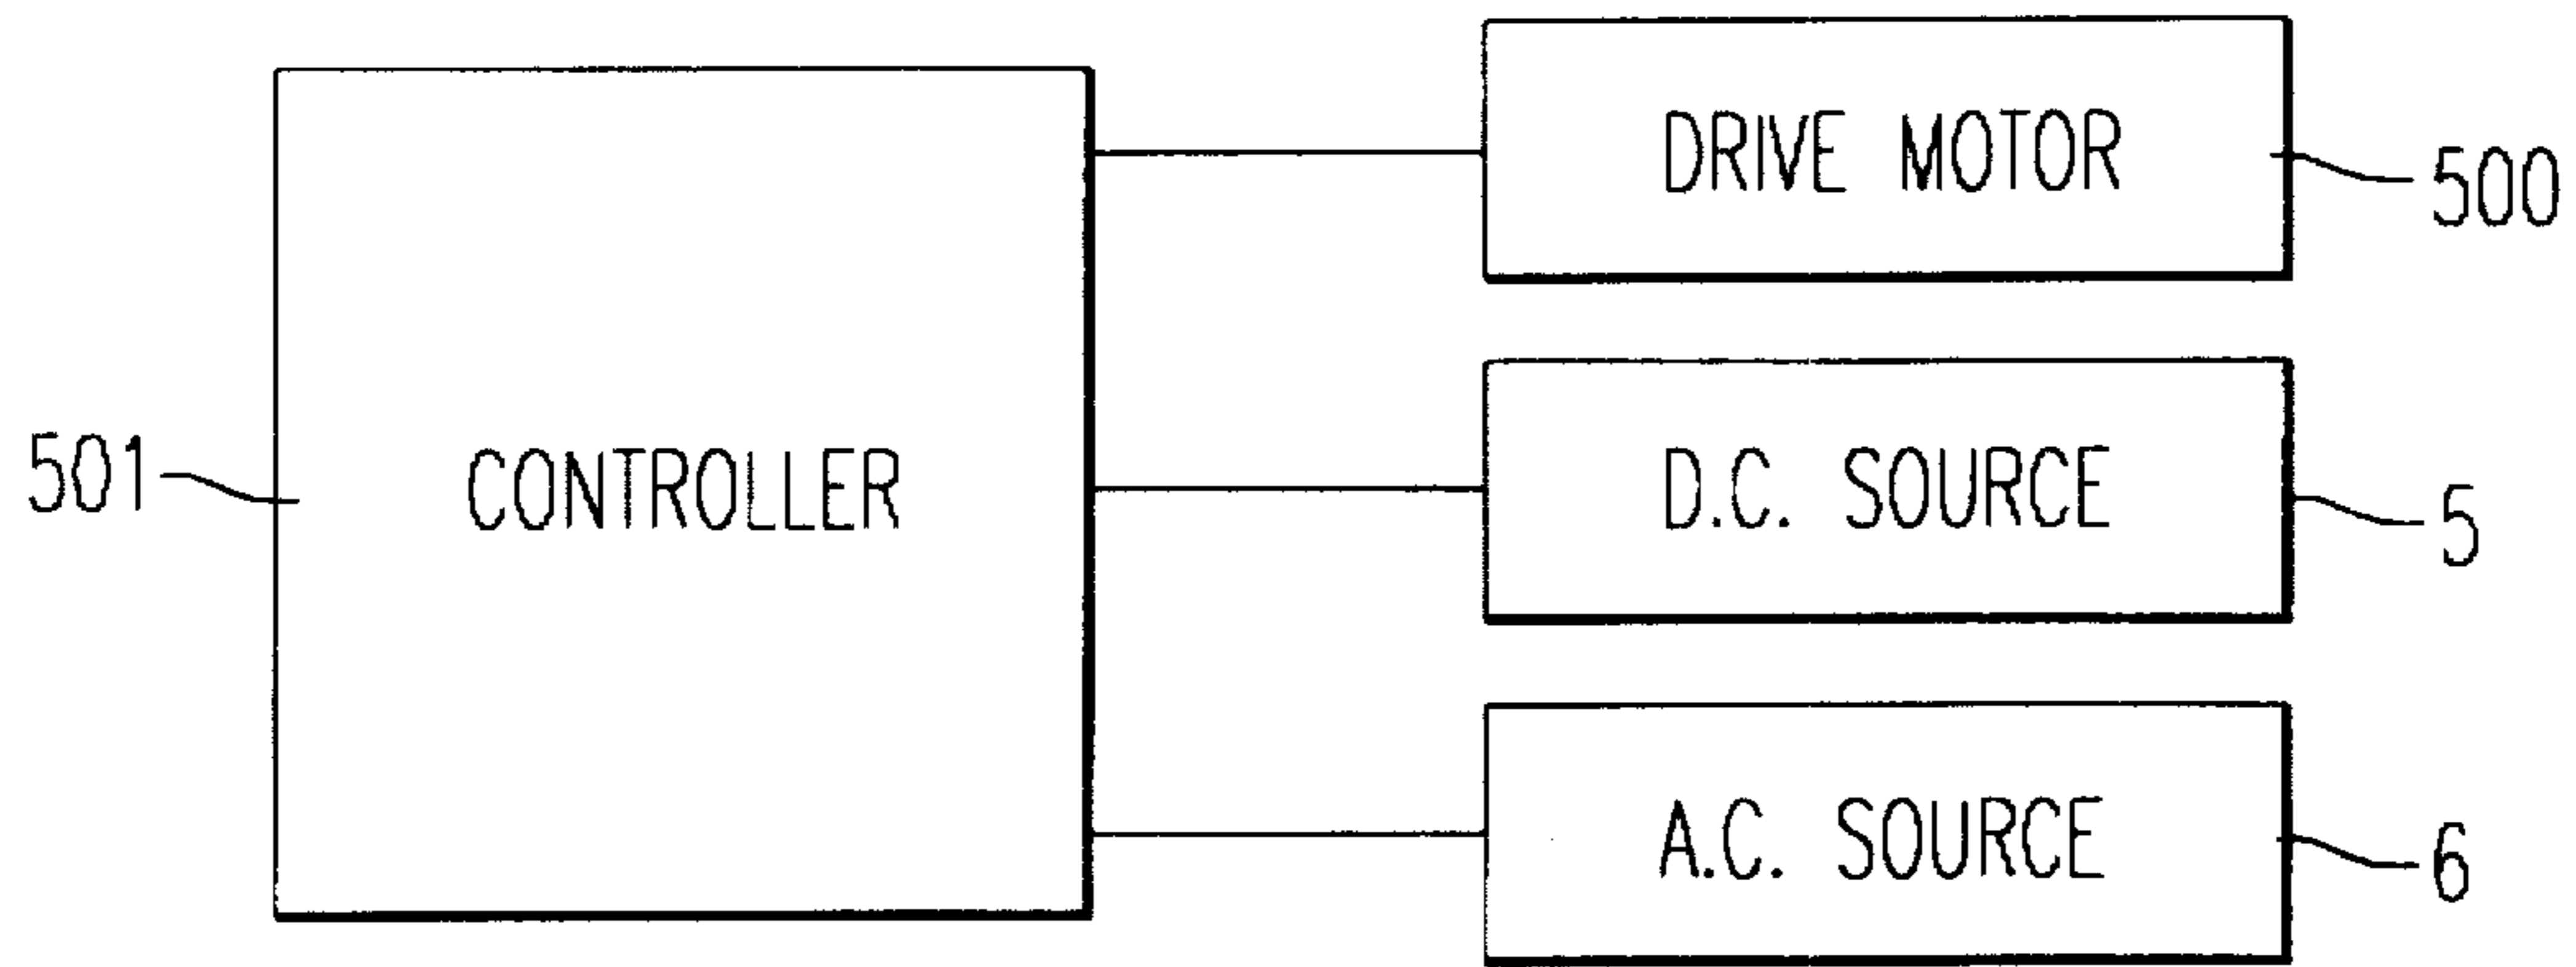 DRIVE MOTOR
500
501
CONTROLLER
D.C. SOURCE
5
A.C. SOURCE
6